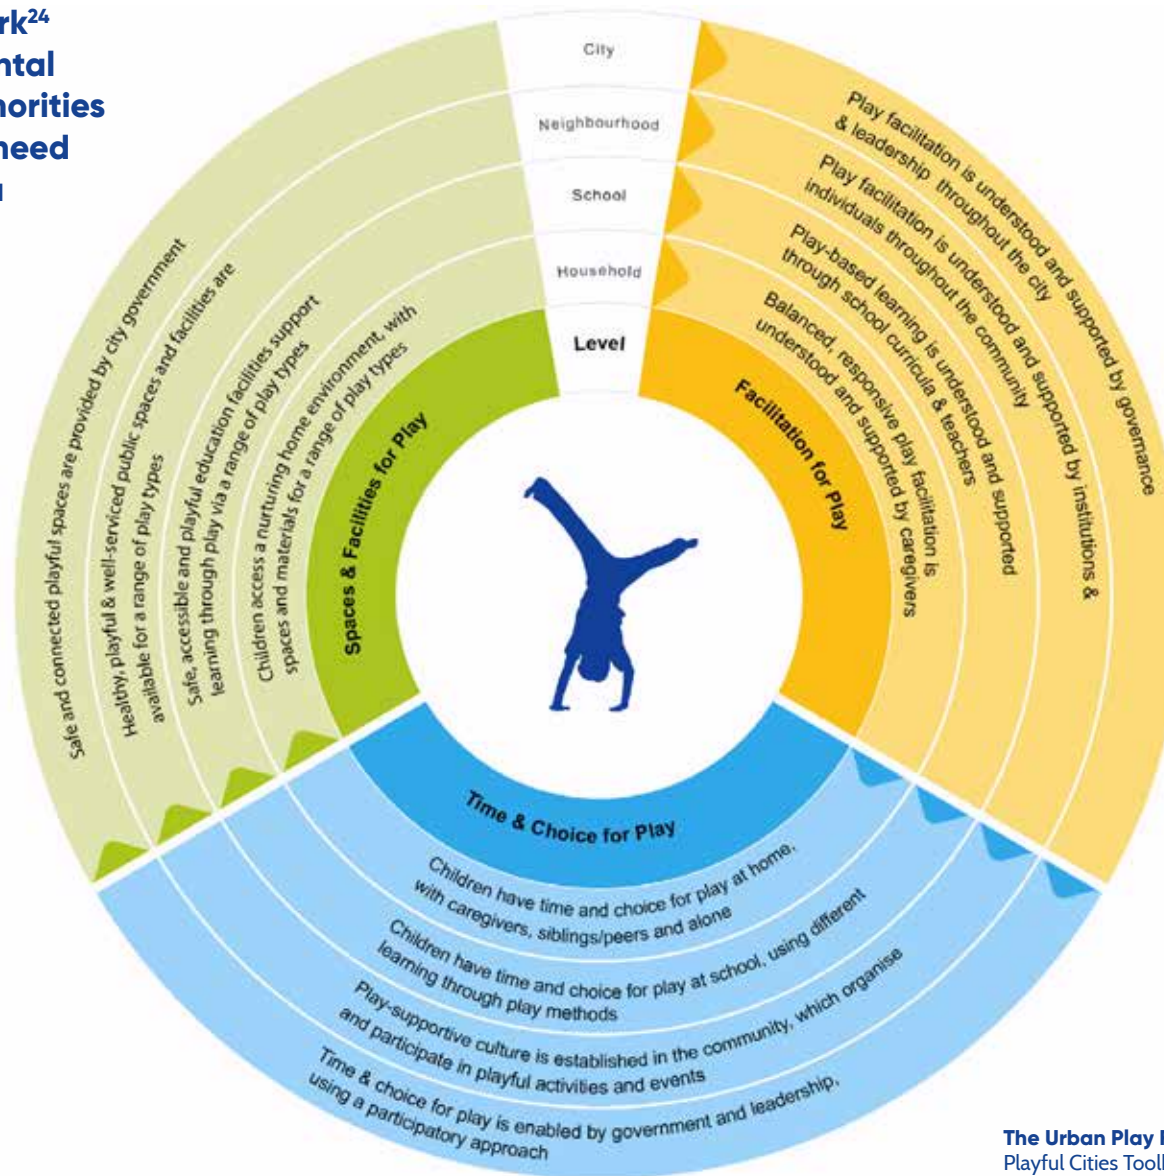 rk24
ntal
norities
need
City
Neighbourhood
School
Household
Level
Facilitation for Play
Play facilitation is understood and supported by governance
& leadership throughout the city
Play facilitation is understood and supported by institutions &
individuals throughout the community
Play-based learning is understood and supported
through school curricula & teachers
Balanced, responsive play facilitation is
understood and supported by caregivers
Time & Choice for Play
Children have time and choice for play at home,
with caregivers, siblings/peers and alone
Children have time and choice for play at school, using different
learning through play methods
Play-supportive culture is established in the community, which organise
and participate in playful activities and events
Time & choice for play is enabled by government and leadership,
using a participatory approach
Spaces & Facilities for Play
Safe and connected playful spaces are provided by city government
Healthy, playful & well-serviced public spaces and facilities are
available for a range of play types
Safe, accessible and playful education facilities support
learning through play via a range of play types
Children access a nurturing home environment, with
spaces and materials for a range of play types
The Urban Play
Playful Cities Tool